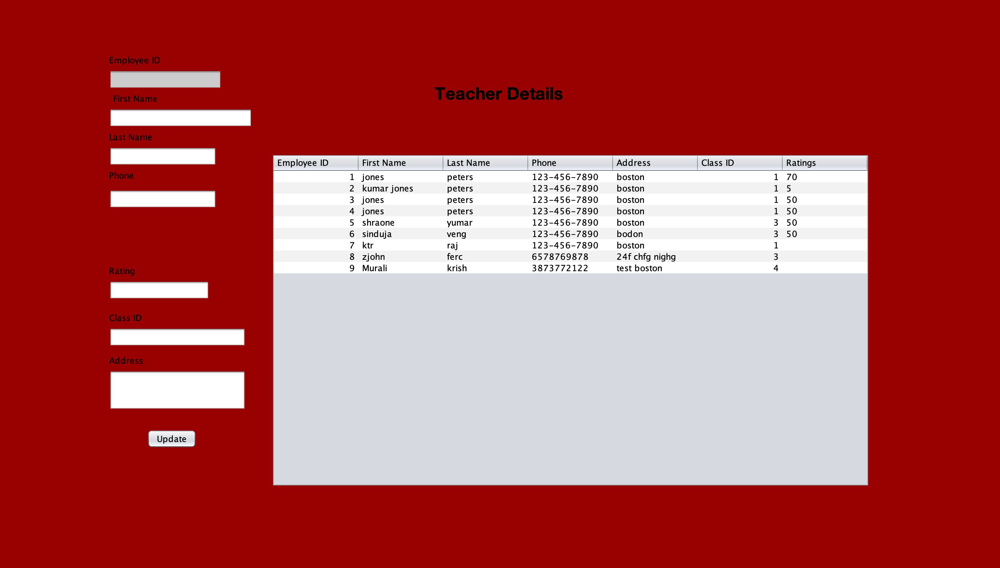 Employee ID
First Name
Teacher Details
Last Name
Phone
Rating
Class ID
Address
Update
Employee ID First Name Last Name Phone Address Class ID Ratings
1 jones peters 123-456-7890 boston 1 70
2 kumar jones peters 123-456-7890 boston 1 5
3 jones peters 123-456-7890 boston 1 50
4 jones peters 123-456-7890 boston 1 50
5 shraone yumar 123-456-7890 boston 3 50
6 sinduja veng 123-456-7890 bodon 3 50
7 ktr raj 123-456-7890 boston 1
8 zjohn ferc 6578769878 24f chfg nighg 3
9 Murali krish 3873772122 test boston 4